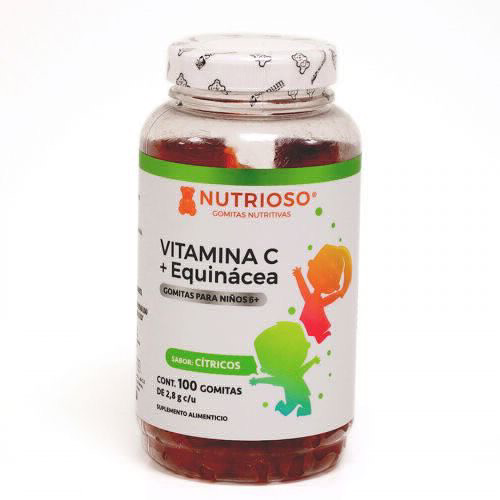 NUTRIOSO®
GOMITAS NUTRITIVAS
VITAMINA C
+ Equinácea
GOMITAS PARA NIÑOS 6+
SABOR: CÍTRICOS
CONT. 100 GOMITAS
DE 2,8 g c/u
SUPLEMENTO ALIMENTICIO